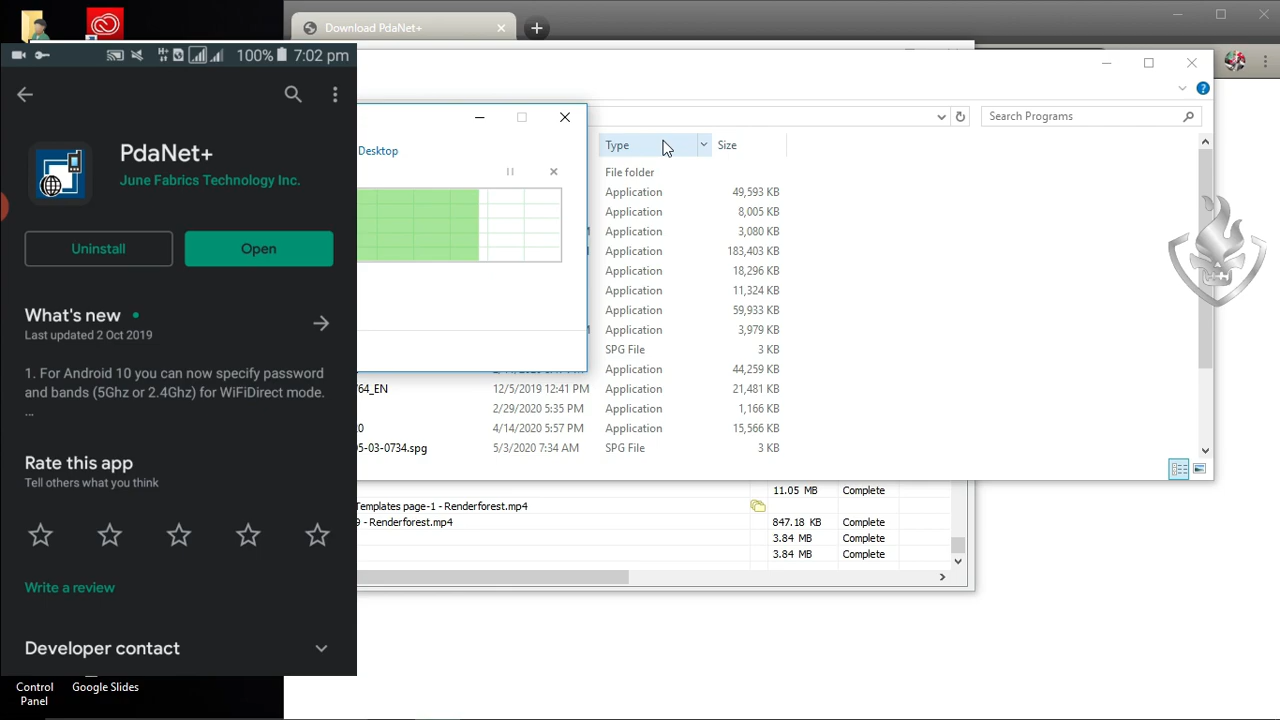 Download PdaNet+
100% 7:02 pm
PdaNet+
June Fabrics Technology Inc.
Uninstall
Open
What's new
Last updated 2 Oct 2019
1. For Android 10 you can now specify password
and bands (5Ghz or 2.4Ghz) for WiFiDirect mode.
...
Rate this app
Tell others what you think
Write a review
Developer contact
Control
Panel
Google Slides
Desktop
Search Programs
Type Size
File folder
Application 49,593 KB
Application 8,005 KB
Application 3,080 KB
Application 183,403 KB
Application 18,296 KB
Application 11,324 KB
Application 59,933 KB
Application 3,979 KB
SPG File 3 KB
Application 44,259 KB
64_EN 12/5/2019 12:41 PM Application 21,481 KB
2/29/2020 5:35 PM Application 1,166 KB
0 4/14/2020 5:57 PM Application 15,566 KB
05-03-0734.spg 5/3/2020 7:34 AM SPG File 3 KB
11.05 MB Complete
Templates page-1 - Renderforest.mp4
- Renderforest.mp4 847.18 KB Complete
3.84 MB Complete
3.84 MB Complete